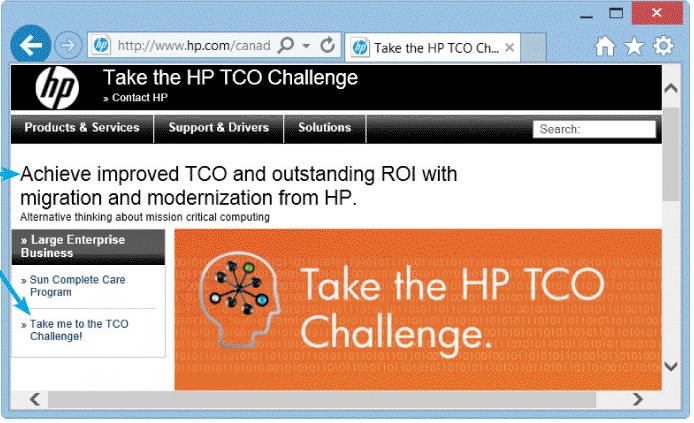 http://www.hp.com/canad
Take the HP TCO Ch...
hp
Take the HP TCO Challenge
» Contact HP
Products & Services
Support & Drivers
Solutions
Search:
Achieve improved TCO and outstanding ROI with
migration and modernization from HP.
Alternative thinking about mission critical computing
» Large Enterprise
Business
» Sun Complete Care
Program
» Take me to the TCO
Challenge!
Take the HP TCO
Challenge.